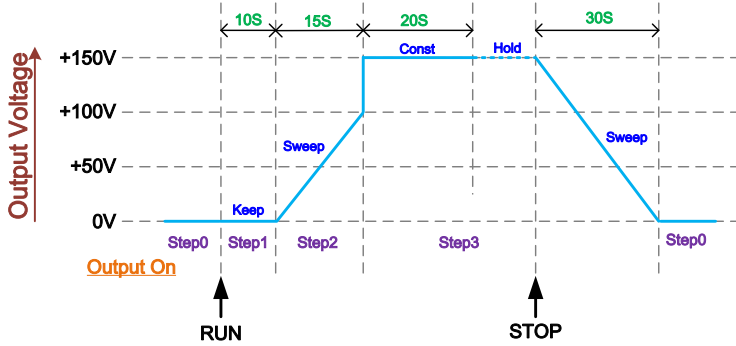 10S 15S 20S 30S
+150V
Const Hold
+100V
Sweep Sweep
+50V
Keep
0V
Step0 Step1 Step2 Step3 Step0
Output On
RUN STOP
Output Voltage